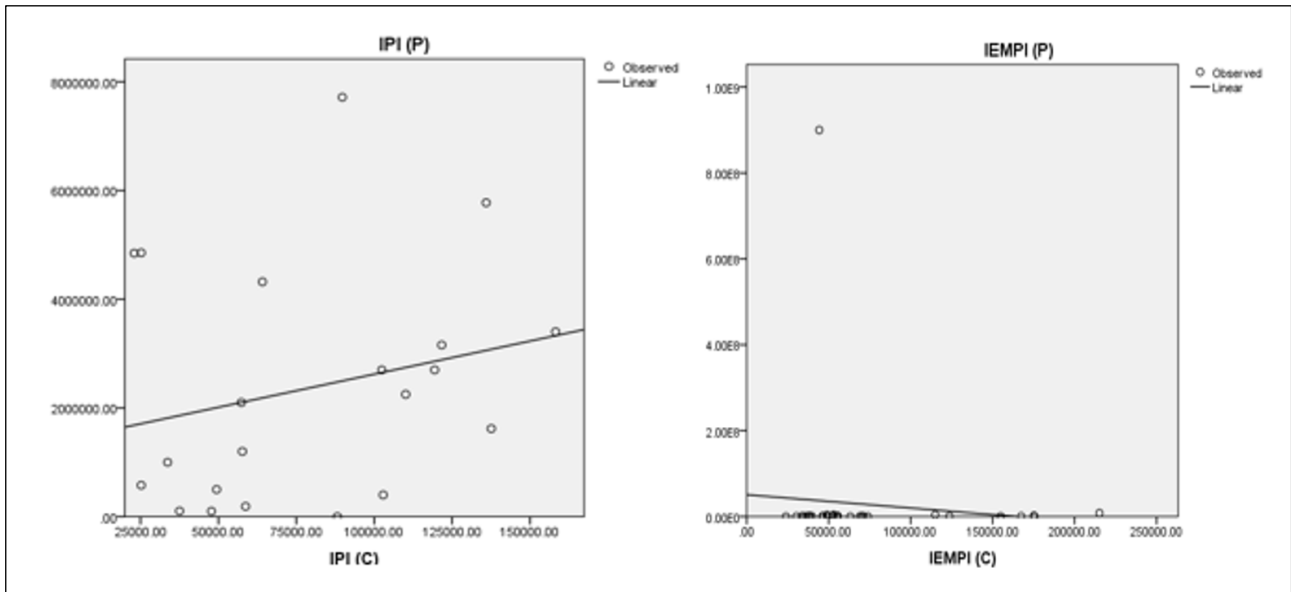 IPI (P)
Observed
Linear
8000000.00
6000000.00
4000000.00
2000000.00
.00
25000.00 50000.00 75000.00 100000.00 125000.00 150000.00
IPI (C)
IEMPI (P)
Observed
Linear
1.00E9
8.00E8
6.00E8
4.00E8
2.00E8
0.00E8
.00 50000.00 100000.00 150000.00 200000.00 250000.00
IEMPI (C)